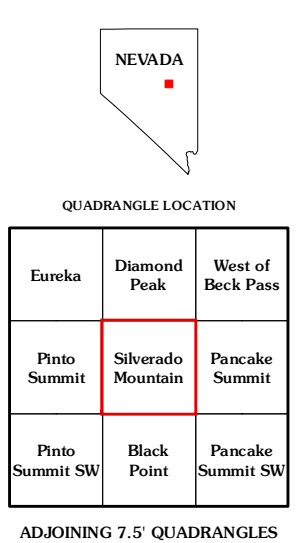 NEVADA
QUADRANGLE LOCATION
Eureka
Diamond
Peak
West of
Beck Pass
Pinto
Summit
Silverado
Mountain
Pancake
Summit
Pinto
Summit SW
Black
Point
Pancake
Summit SW
ADJOINING 7.5' QUADRANGLES